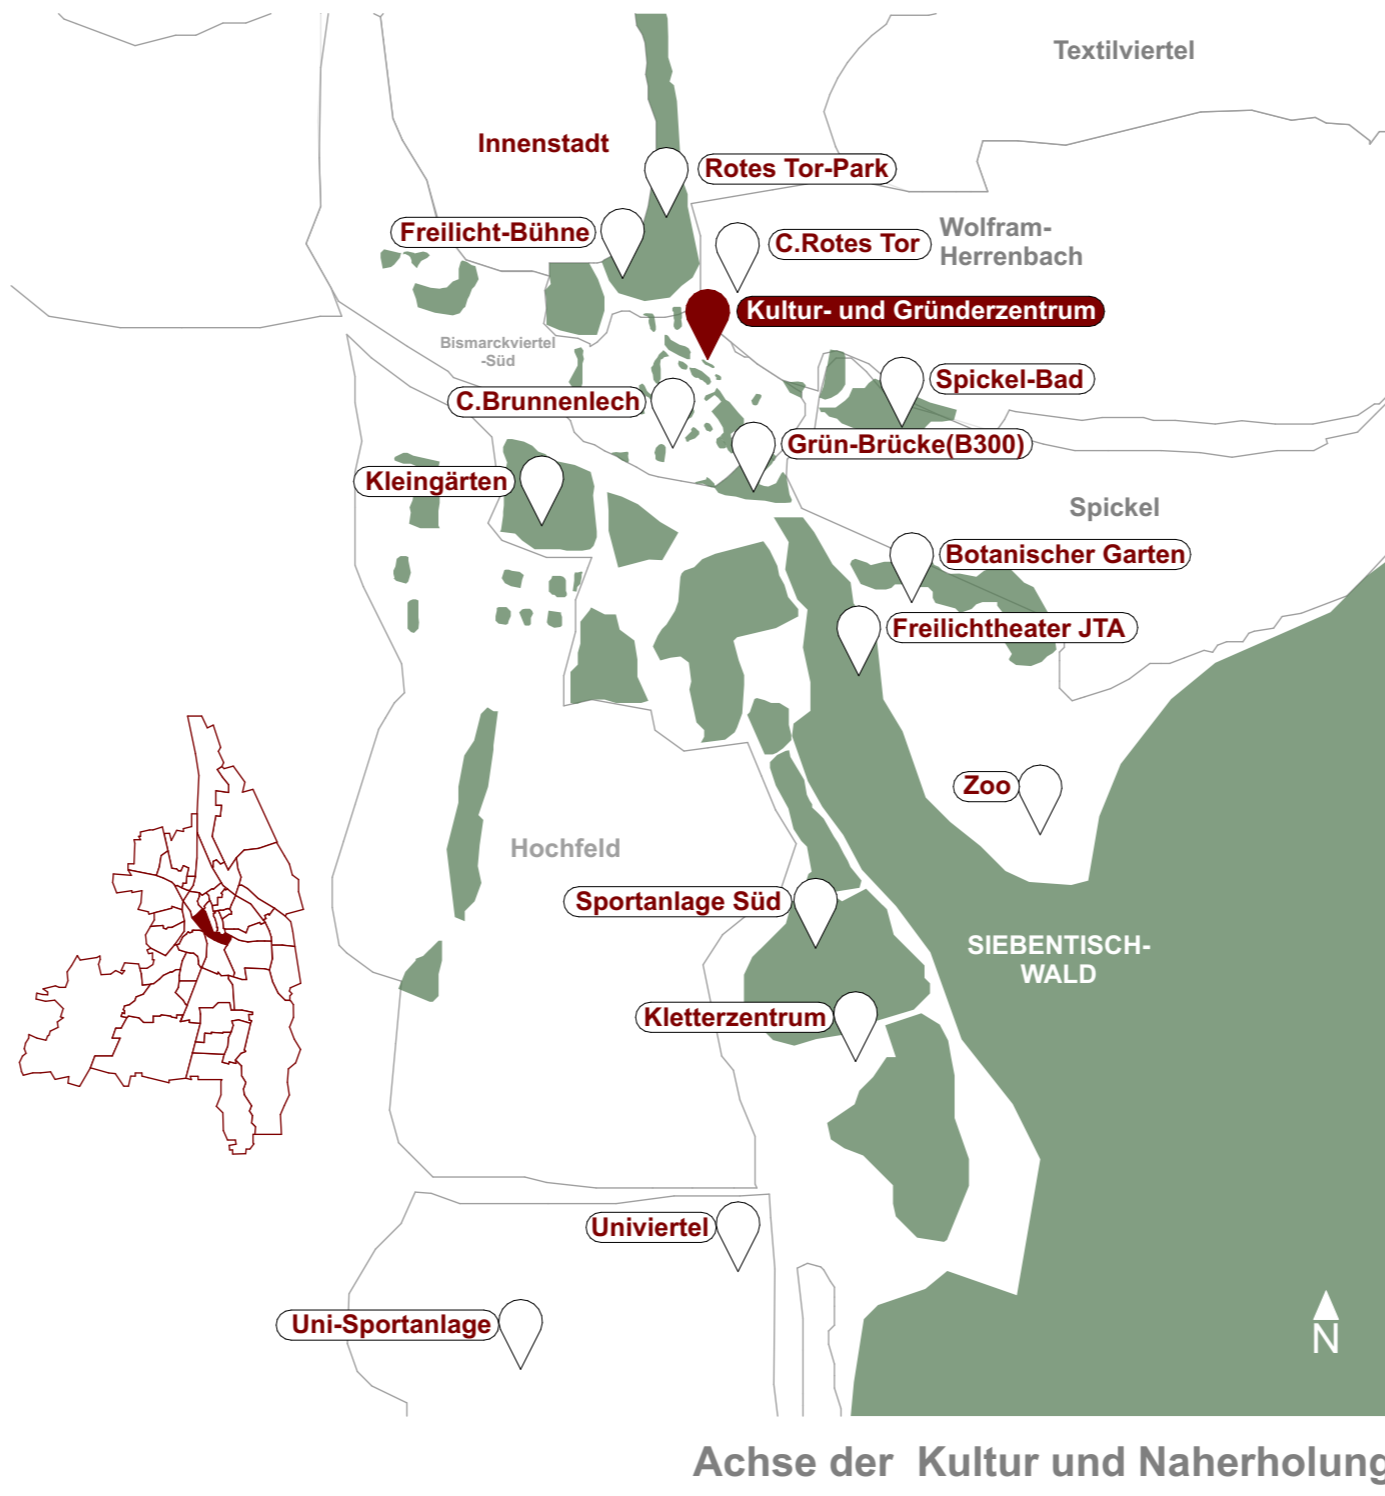 Textilviertel
Innenstadt
Rotes Tor-Park
Freilicht-Bühne
C.Rotes Tor
Wolfram-
Herrenbach
Kultur- und Gründerzentrum
Bismarckviertel
-Süd
Spickel-Bad
C.Brunnenlech
Grün-Brücke(B300)
Kleingärten
Spickel
Botanischer Garten
Freilichtheater JTA
Zoo
Hochfeld
Sportanlage Süd
SIEBENTISCH-
WALD
Kletterzentrum
Univiertel
Uni-Sportanlage
N
Achse der Kultur und Naherholung